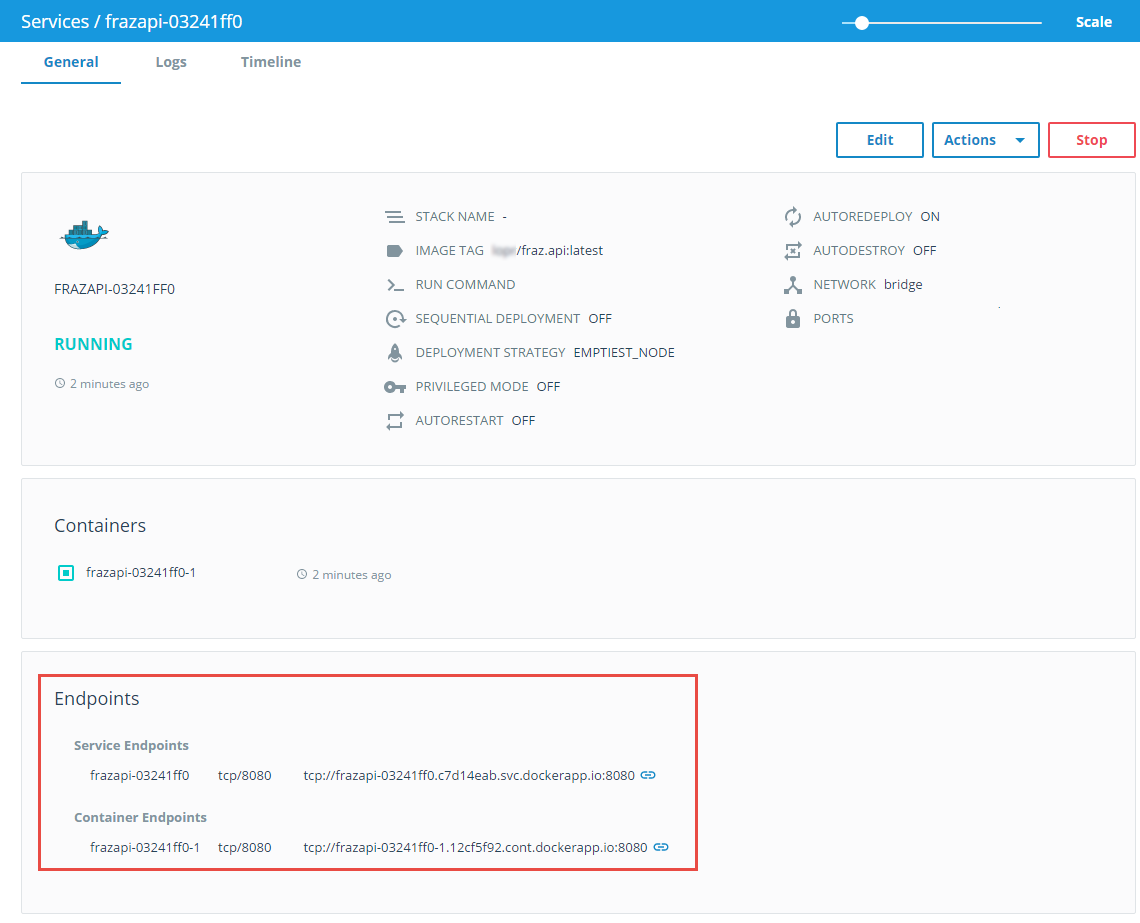 Services / frazapi-03241ff0
Scale
General Logs Timeline
Edit Actions Stop
FRAZAPI-03241FF0
RUNNING
2 minutes ago
STACK NAME -
IMAGE TAG /fraz.api:latest
RUN COMMAND
SEQUENTIAL DEPLOYMENT OFF
DEPLOYMENT STRATEGY EMPTIEST_NODE
PRIVILEGED MODE OFF
AUTORESTART OFF
AUTOREDEPLOY ON
AUTODESTROY OFF
NETWORK bridge
PORTS
Containers
frazapi-03241ff0-1 2 minutes ago
Endpoints
Service Endpoints
frazapi-03241ff0 tcp/8080 tcp://frazapi-03241ff0.c7d14eab.svc.dockerapp.io:8080
Container Endpoints
frazapi-03241ff0-1 tcp/8080 tcp://frazapi-03241ff0-1.12cf5f92.cont.dockerapp.io:8080